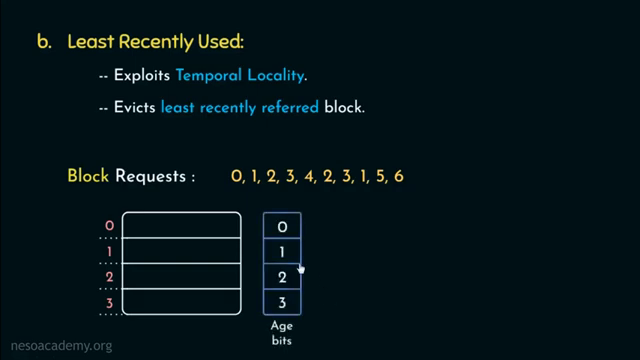 b. Least Recently Used:
-- Exploits Temporal Locality.
-- Evicts least recently referred block.
Block Requests : 0, 1, 2, 3, 4, 2, 3, 1, 5, 6
0 0
1 1
2 2
3 3
Age
bits
nesoacademy.org